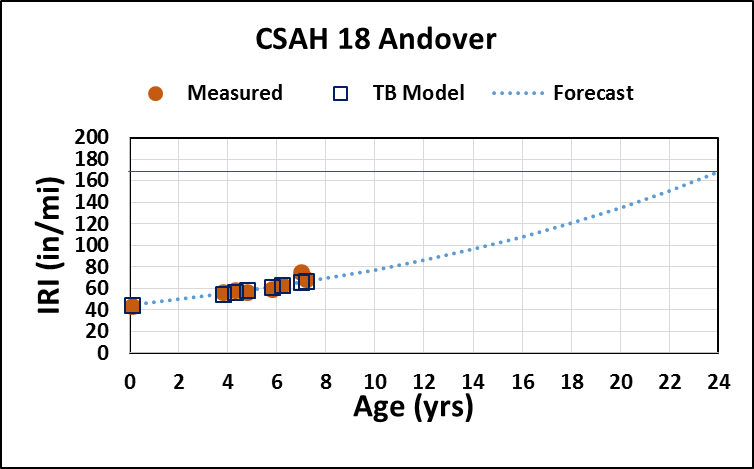 CSAH 18 Andover
Measured TB Model Forecast
200
180
160
140
120
100
80
60
40
20
0
IRI (in/mi)
0 2 4 6 8 10 12 14 16 18 20 22 24
Age (yrs)